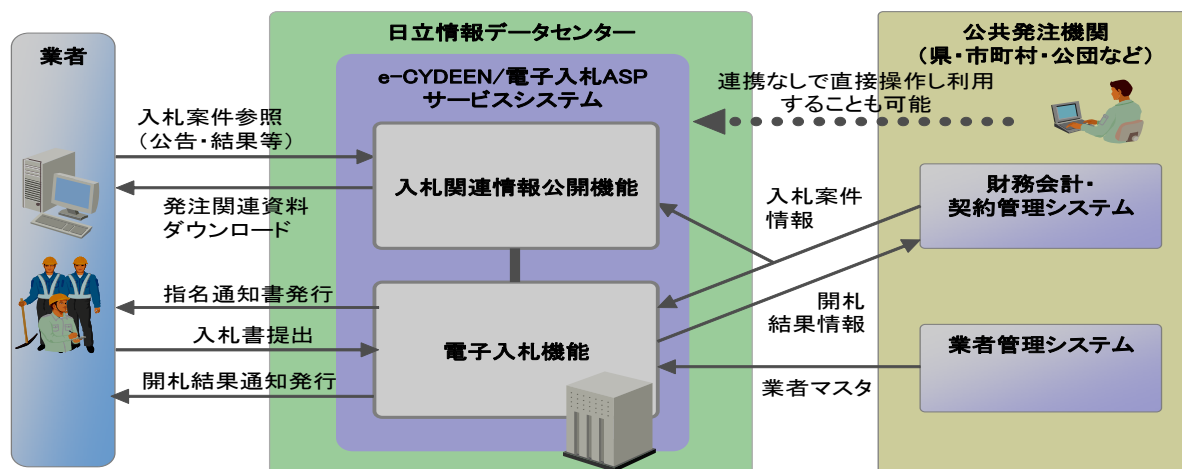 業者
日立情報データセンター
e-CYDEEN/電子入札ASP
サービスシステム
公共発注機関
(県・市町村・公団など)
連携なしで直接操作し利用
することも可能
入札案件参照
(公告・結果等)
入札関連情報公開機能
発注関連資料
ダウンロード
入札案件
情報
財務会計・
契約管理システム
指名通知書発行
入札書提出
開札結果通知発行
電子入札機能
開札
結果情報
業者マスタ
業者管理システム